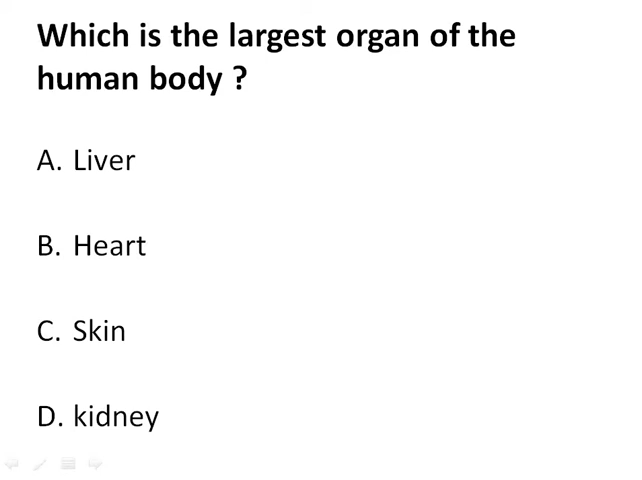 Which is the largest organ of the
human body ?
A. Liver
B. Heart
C. Skin
D. kidney